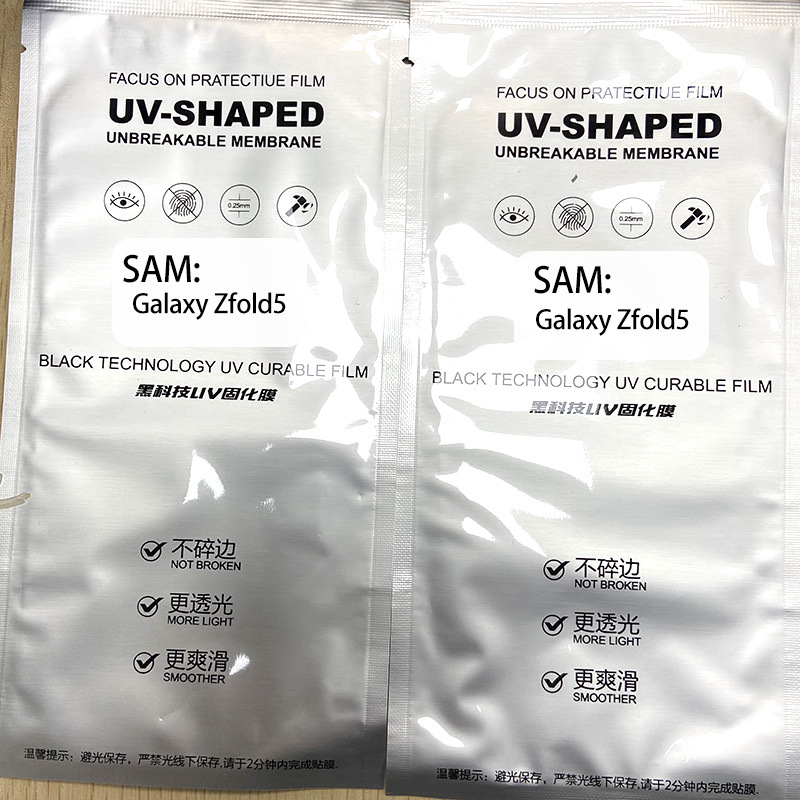 FACUS ON PRATECTIUE FILM
UV-SHAPED
UNBREAKABLE MEMBRANE
0.25mm
SAM:
Galaxy Zfold5
BLACK TECHNOLOGY UV CURABLE FILM
黑科技UV固化膜
不碎边
NOT BROKEN
更透光
MORE LIGHT
更爽滑
SMOOTHER
温馨提示：避光保存，严禁光线下保存,请于2分钟内完成贴膜.
FACUS ON PRATECTIUE FILM
UV-SHAPED
UNBREAKABLE MEMBRANE
0.25mm
SAM:
Galaxy Zfold5
BLACK TECHNOLOGY UV CURABLE FILM
黑科技UV固化膜
不碎边
NOT BROKEN
更透光
MORE LIGHT
更爽滑
SMOOTHER
温馨提示：避光保存，严禁光线下保存,请于2分钟内完成贴膜.